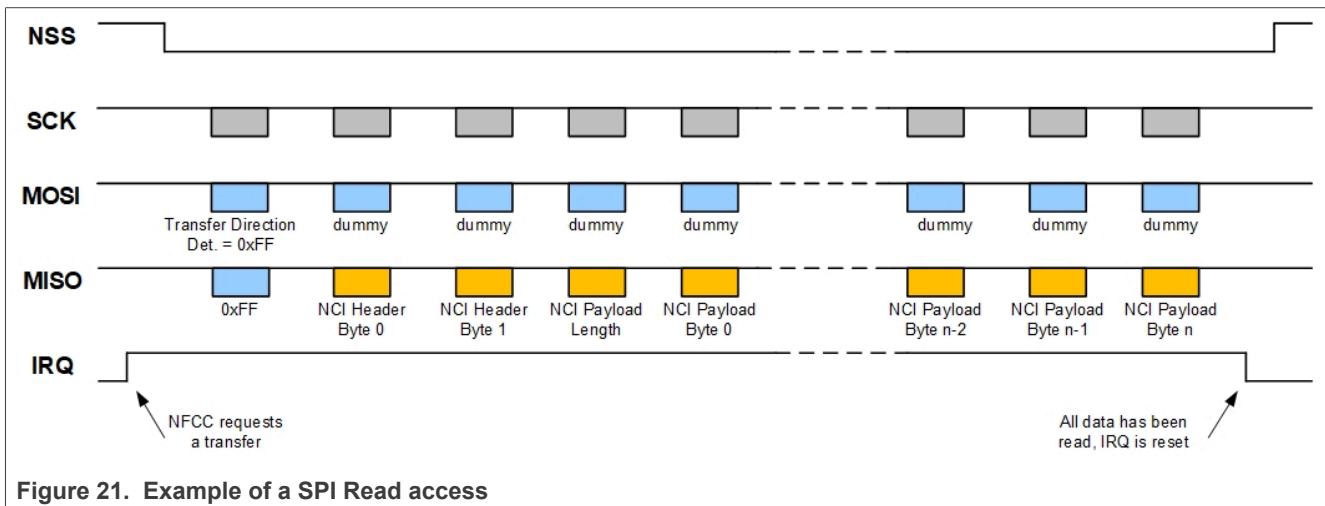 NSS
SCK
MOSI
Transfer Direction
Det. = 0xFF
dummy
dummy
dummy
dummy
dummy
dummy
dummy
MISO
0xFF
NCI Header
Byte 0
NCI Header
Byte 1
NCI Payload
Length
NCI Payload
Byte 0
NCI Payload
Byte n-2
NCI Payload
Byte n-1
NCI Payload
Byte n
IRQ
NFCC requests
a transfer
All data has been
read, IRQ is reset
Figure 21. Example of a SPI Read access